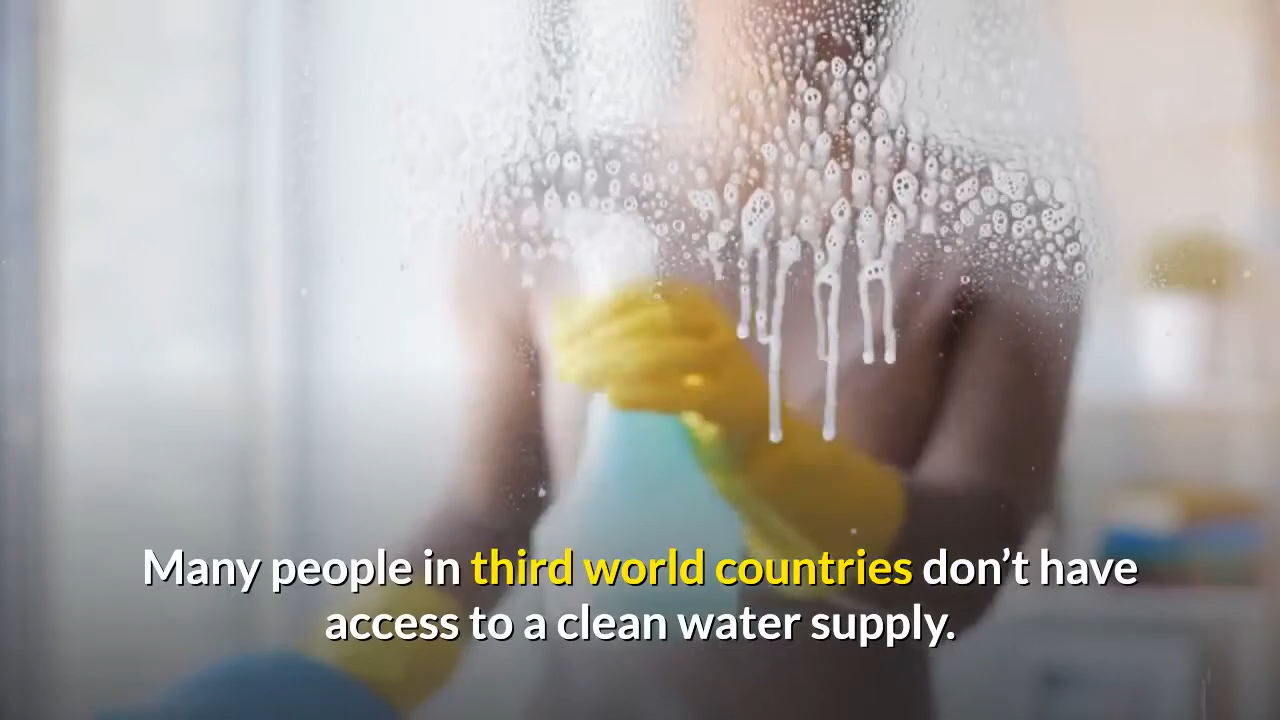 Many people in third world countries don’t have
access to a clean water supply.